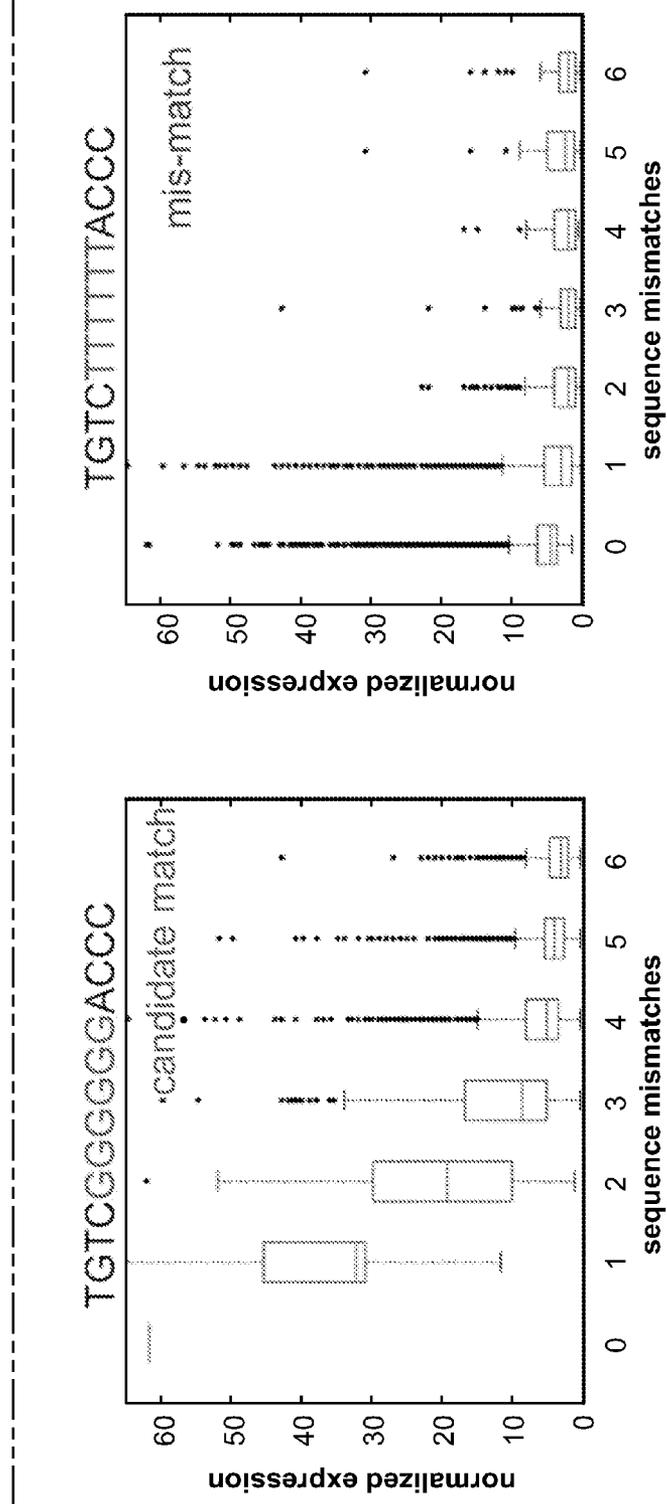 TGTCGGGGGGACCC
candidate match
normalized expression
60
50
40
30
20
10
0
0 1 2 3 4 5 6
sequence mismatches
TGTCTTTTTTACCC
mis-match
normalized expression
60
50
40
30
20
10
0
0 1 2 3 4 5 6
sequence mismatches